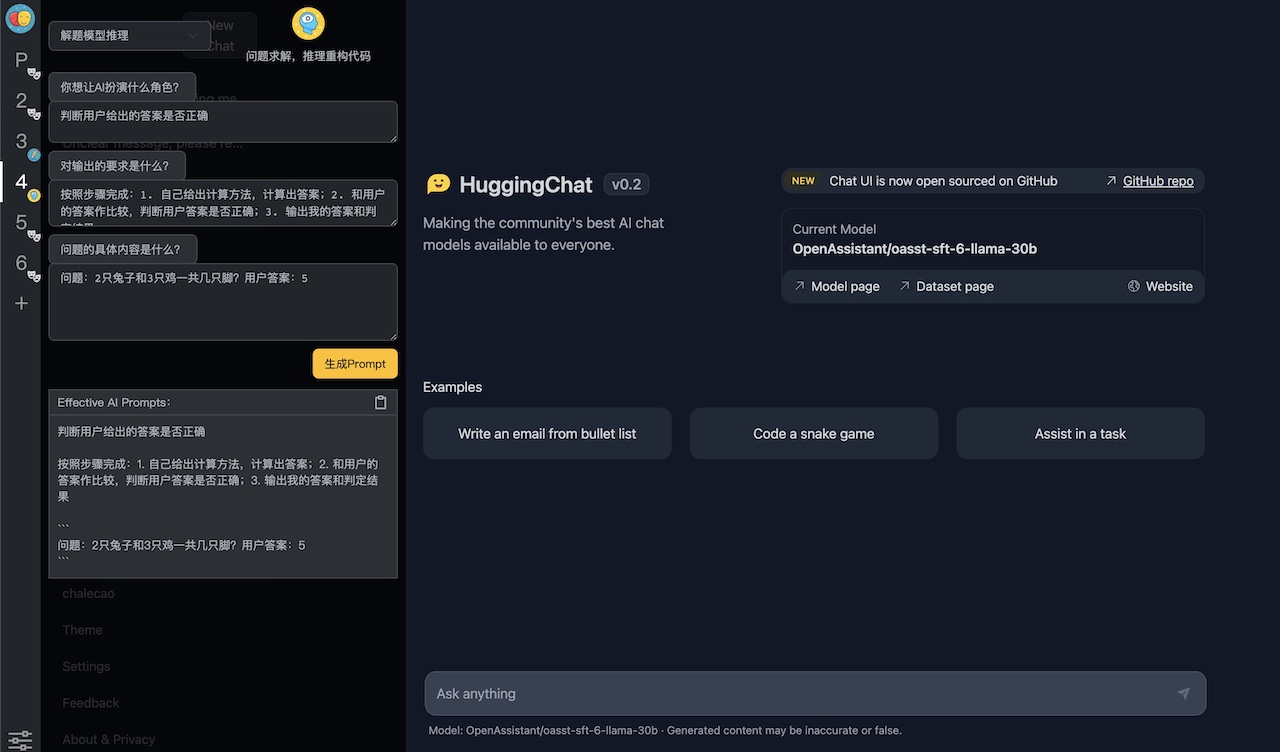 New
Chat
解题模型推理
问题求解，推理重构代码
P
2
3
4
5
6
+
你想让AI扮演什么角色？
判断用户给出的答案是否正确
对输出的要求是什么？
按照步骤完成：1. 自己给出计算方法，计算出答案；2. 和用户
的答案作比较，判断用户答案是否正确；3. 输出我的答案和判
问题的具体内容是什么？
问题：2只兔子和3只鸡一共几只脚？用户答案：5
生成Prompt
Effective AI Prompts:
判断用户给出的答案是否正确
按照步骤完成：1. 自己给出计算方法，计算出答案；2. 和用户的
答案作比较，判断用户答案是否正确；3. 输出我的答案和判定结
果
```
问题：2只兔子和3只鸡一共几只脚？用户答案：5
```
chalecao
Theme
Settings
Feedback
About & Privacy
HuggingChat v0.2
Making the community's best AI chat
models available to everyone.
NEW Chat UI is now open sourced on GitHub GitHub repo
Current Model
OpenAssistant/oasst-sft-6-llama-30b
Model page Dataset page Website
Examples
Write an email from bullet list Code a snake game Assist in a task
Ask anything
Model: OpenAssistant/oasst-sft-6-llama-30b · Generated content may be inaccurate or false.